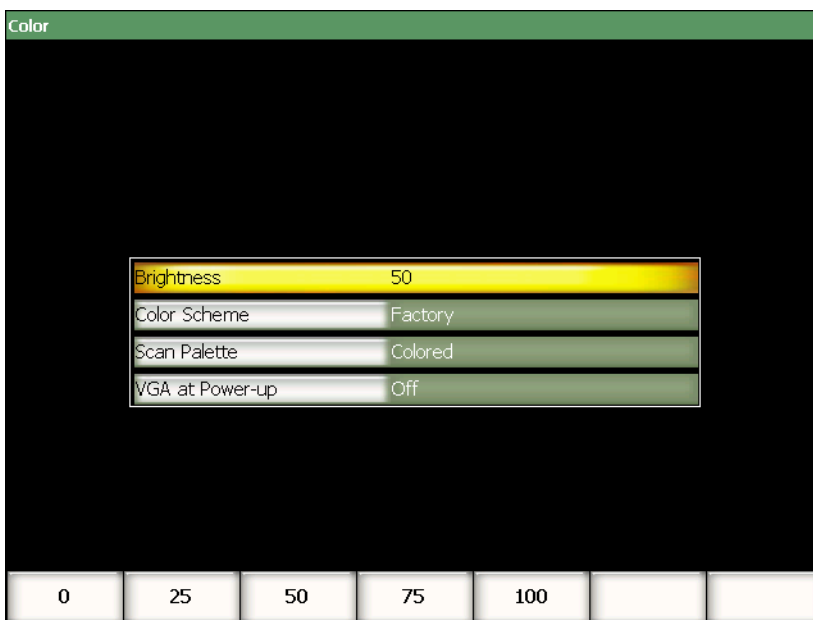 Color
Brightness 50
Color Scheme Factory
Scan Palette Colored
VGA at Power-up Off
0 25 50 75 100